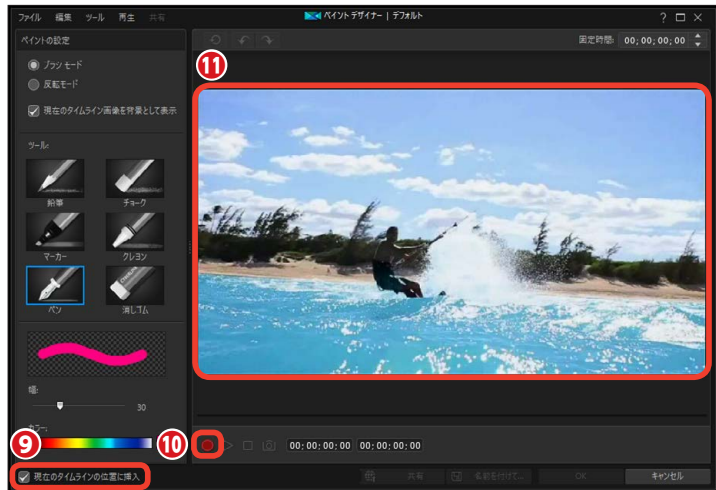 ファイル 編集 ツール 再生 共有
ペイント デザイナー | デフォルト
?
ペイントの設定
固定時間: 00;00;00;00
ブラシ モード
反転モード
現在のタイムライン画像を背景として表示
⑪
ツール:
鉛筆 チョーク
マーカー クレヨン
ペン 消しゴム
幅:
30
カラー:
⑨
⑩
00;00;00;00 00;00;00;00
現在のタイムラインの位置に挿入
共有 名前を付けて... OK キャンセル